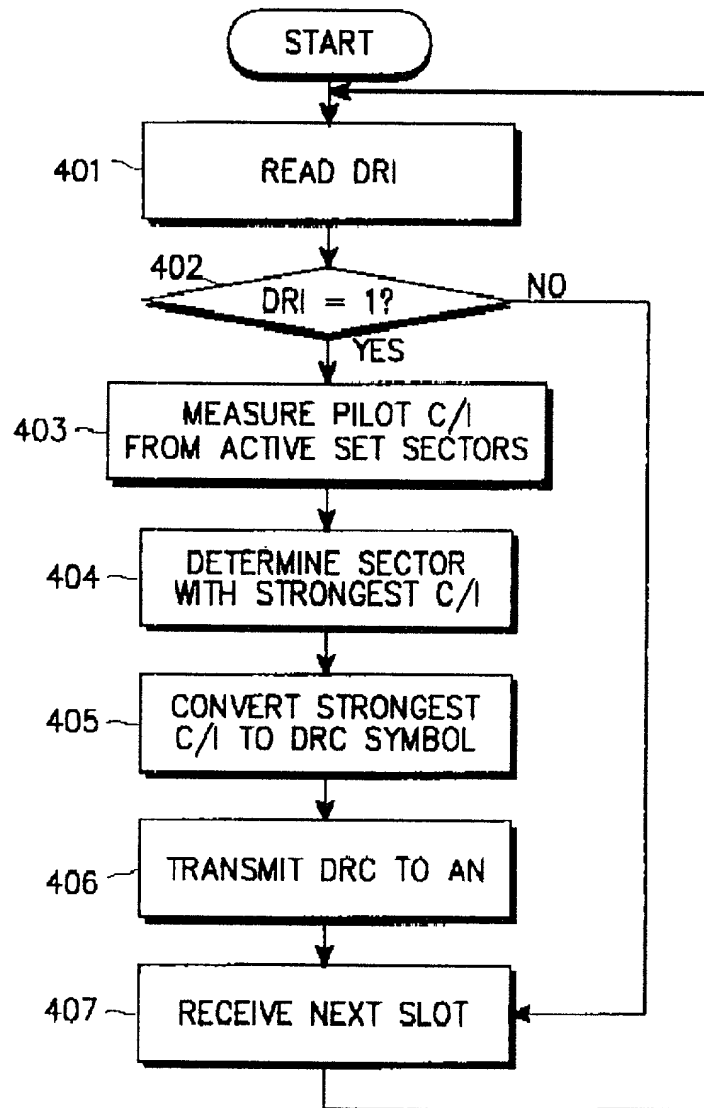 START
401
READ DRI
402
DRI = 1?
NO
YES
403
MEASURE PILOT C/I
FROM ACTIVE SET SECTORS
404
DETERMINE SECTOR
WITH STRONGEST C/I
405
CONVERT STRONGEST
C/I TO DRC SYMBOL
406
TRANSMIT DRC TO AN
407
RECEIVE NEXT SLOT